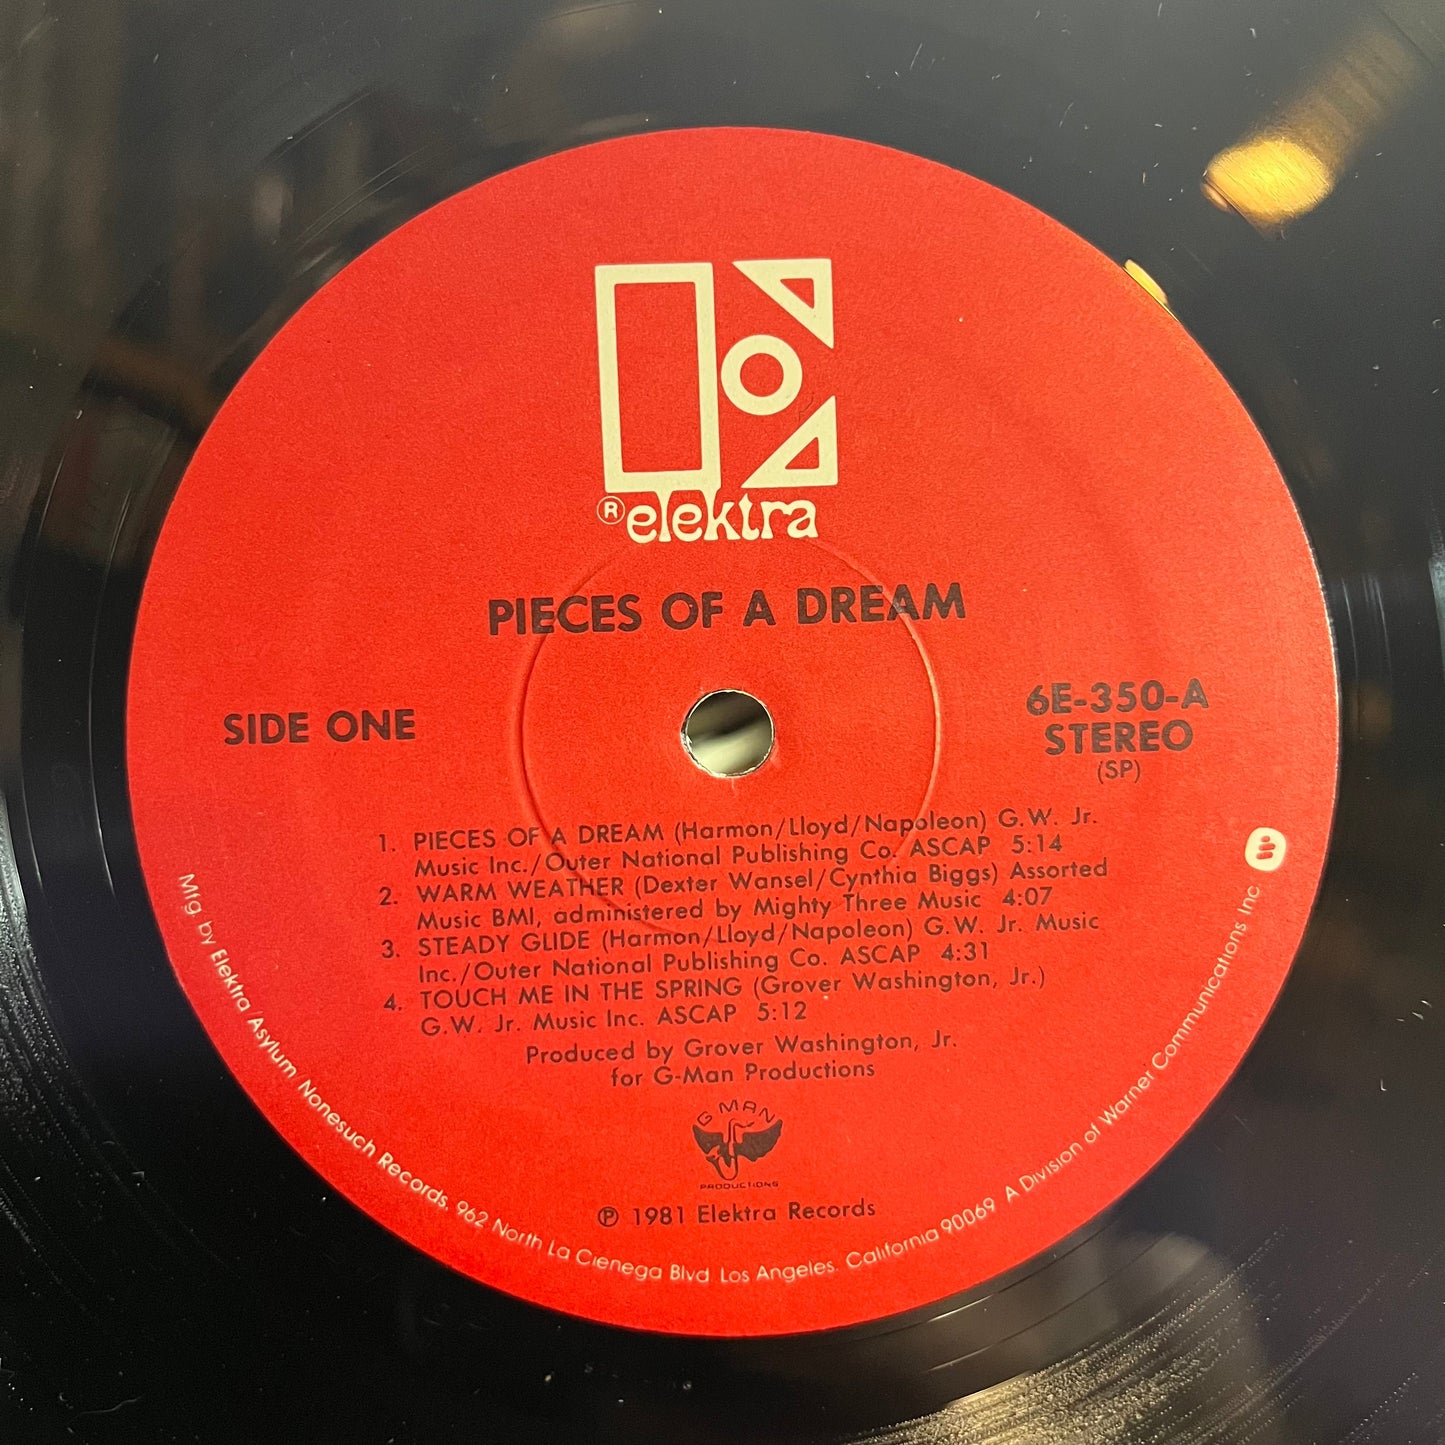 ® elektra
PIECES OF A DREAM
SIDE ONE
6E-350-A
STEREO
(SP)
1. PIECES OF A DREAM (Harmon/Lloyd/Napoleon) G.W. Jr.
Music Inc./Outer National Publishing Co. ASCAP 5:14
2. WARM WEATHER (Dexter Wansel/Cynthia Biggs) Assorted
Music BMI, administered by Mighty Three Music 4:07
3. STEADY GLIDE (Harmon/Lloyd/Napoleon) G.W. Jr. Music
Inc./Outer National Publishing Co. ASCAP 4:31
4. TOUCH ME IN THE SPRING (Grover Washington, Jr.)
G.W. Jr. Music Inc. ASCAP 5:12
Produced by Grover Washington, Jr.
for G-Man Productions
G MAN
PRODUCTIONS
℗ 1981 Elektra Records
Mfg. by Elektra/Asylum Nonesuch Records, 962 North La Cienega Blvd Los Angeles, California 90069 A Division of Warner Communications Inc